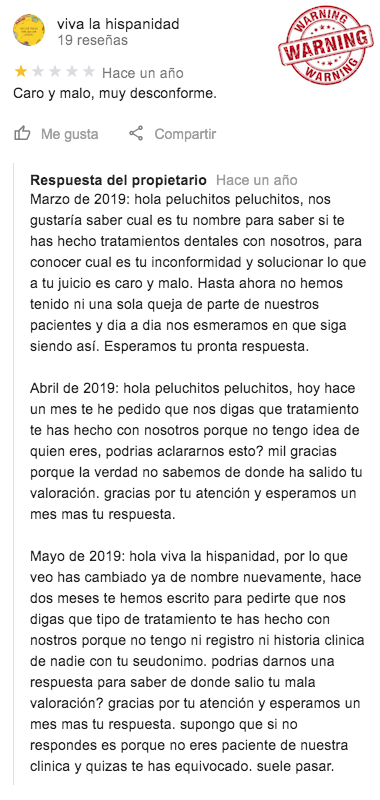 viva la hispanidad
19 reseñas
WARNING
WARNING
WARNING
Hace un año
Caro y malo, muy desconforme.
Me gusta
Compartir
Respuesta del propietario Hace un año
Marzo de 2019: hola peluchitos peluchitos, nos
gustaría saber cual es tu nombre para saber si te
has hecho tratamientos dentales con nosotros, para
conocer cual es tu inconformidad y solucionar lo que
a tu juicio es caro y malo. Hasta ahora no hemos
tenido ni una sola queja de parte de nuestros
pacientes y dia a dia nos esmeramos en que siga
siendo así. Esperamos tu pronta respuesta.
Abril de 2019: hola peluchitos peluchitos, hoy hace
un mes te he pedido que nos digas que tratamiento
te has hecho con nosotros porque no tengo idea de
quien eres, podrias aclararnos esto? mil gracias
porque la verdad no sabemos de donde ha salido tu
valoración. gracias por tu atención y esperamos un
mes mas tu respuesta.
Mayo de 2019: hola viva la hispanidad, por lo que
veo has cambiado ya de nombre nuevamente, hace
dos meses te hemos escrito para pedirte que nos
digas que tipo de tratamiento te has hecho con
nostros porque no tengo ni registro ni historia clinica
de nadie con tu seudonimo. podrias darnos una
respuesta para saber de donde salio tu mala
valoración? gracias por tu atención y esperamos un
mes mas tu respuesta. supongo que si no
respondes es porque no eres paciente de nuestra
clinica y quizas te has equivocado. suele pasar.